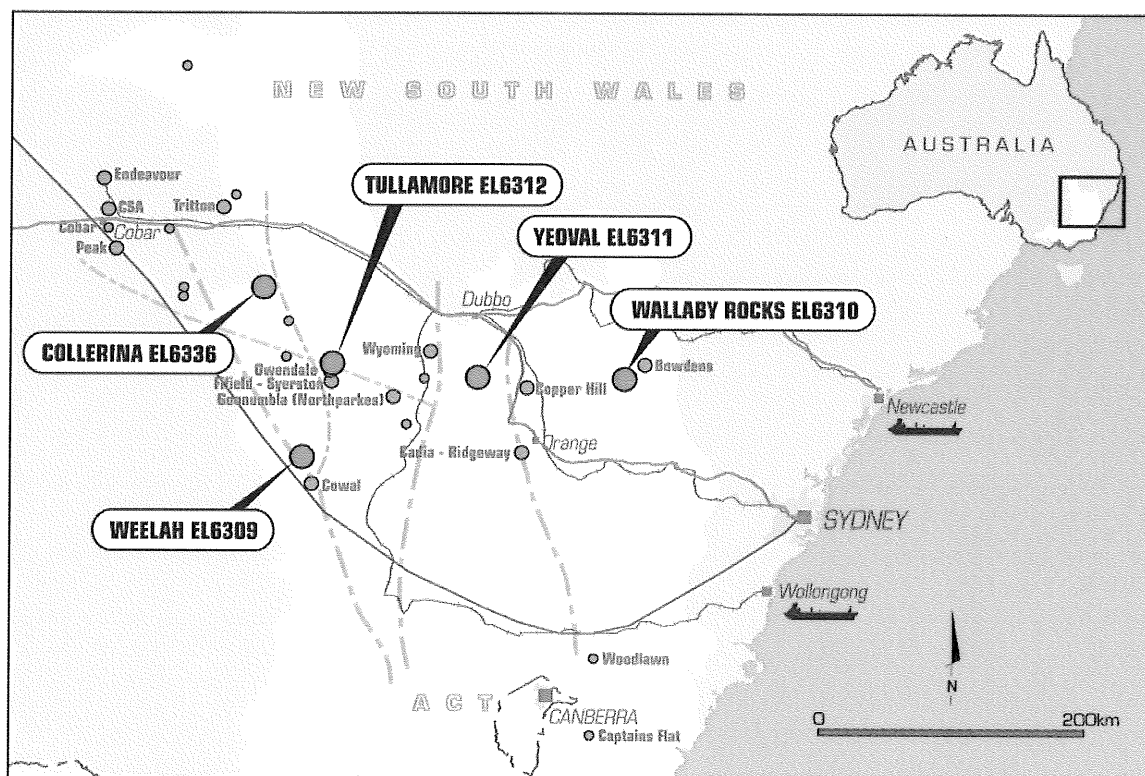 NEW SOUTH WALES
AUSTRALIA
Endeavour
TULLAMORE EL6312
CSA
Tritton
Cobar
Cobar
YEOVAL EL6311
Peak
Dubbo
WALLABY ROCKS EL6310
COLLERINA EL6336
Wyoming
Owendale
Bowdens
Fifield - Syerston
Copper Hill
Goonumbla (Northparkes)
Newcastle
Orange
Cadia - Ridgeway
Cowal
WEELAH EL6309
SYDNEY
Wollongong
Woodlawn
N
ACT
CANBERRA
0
200km
Captains Flat